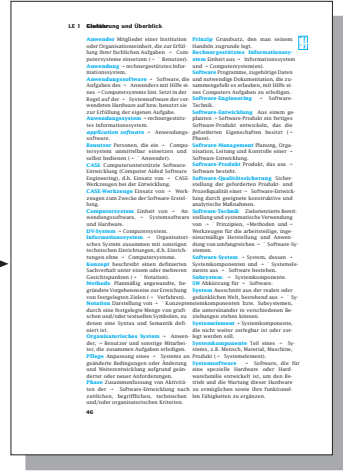 LE 1 Einführung und Überblick
Anwender Mitglieder einer Institution
oder Organisationseinheit, die zur Erfül-
lung ihrer fachlichen Aufgaben → Com-
putersysteme einsetzen (→ Benutzer).
Anwendung → rechnergestütztes Infor-
mationssystem.
Anwendungssoftware → Software, die
Aufgaben des → Anwenders mit Hilfe ei-
nes → Computersystems löst. Setzt in der
Regel auf der → Systemsoftware der ver-
wendeten Hardware auf bzw. benutzt sie
zur Erfüllung der eigenen Aufgabe.
Anwendungssystem → rechnergestütz-
tes Informationssystem.
application software → Anwendungs-
software.
Benutzer Personen, die ein → Compu-
tersystem unmittelbar einsetzen und
selbst bedienen (→ Anwender).
CASE Computerunterstützte Software-
Entwicklung (Computer Aided Software
Engineering), d.h. Einsatz von → CASE-
Werkzeugen bei der Entwicklung.
CASE-Werkzeuge Einsatz von → Werk-
zeugen zum Zwecke der Software Erstel-
lung.
Computersystem Einheit von → An-
wendungssoftware, → Systemsoftware
und Hardware.
DV-System → Computersystem.
Informationssystem → Organisatori-
sches System zusammen mit sonstigen
technischen Einrichtungen, d.h. Einrich-
tungen ohne → Computersysteme.
Konzept beschreibt einen definierten
Sachverhalt unter einem oder mehreren
Gesichtspunkten (→ Notation).
Methode Planmäßig angewandte, be-
gründete Vorgehensweise zur Erreichung
von festgelegten Zielen (→ Verfahren).
Notation Darstellung von → Konzepten
durch eine festgelegte Menge von grafi-
schen und/oder textuellen Symbolen, zu
denen eine Syntax und Semantik defi-
niert ist.
Organisatorisches System → Anwen-
der, → Benutzer und sonstige Mitarbei-
ter, die zusammen Aufgaben erledigen.
Pflege Anpassung eines → Systems an
geänderte Bedingungen oder Änderung
und Weiterentwicklung aufgrund geän-
derter oder neuer Anforderungen.
Phase Zusammenfassung von Aktivitä-
ten der → Software-Entwicklung nach
zeitlichen, begrifflichen, technischen
und/oder organisatorischen Kriterien.
Prinzip Grundsatz, den man seinem
Handeln zugrunde legt.
Rechnergestütztes Informationssy-
stem Einheit aus → Informationssystem
und → Computersystem(en).
Software Programme, zugehörige Daten
und notwendige Dokumentation, die zu-
sammengefaßt es erlauben, mit Hilfe ei-
nes Computers Aufgaben zu erledigen.
Software-Engineering → Software-
Technik.
Software-Entwicklung Aus einem ge-
planten → Software-Produkt ein fertiges
Software-Produkt entwickeln, das die
geforderten Eigenschaften besitzt (→
Phase).
Software-Management Planung, Orga-
nisation, Leitung und Kontrolle einer →
Software-Entwicklung.
Software-Produkt Produkt, das aus →
Software besteht.
Software-Qualitätssicherung Sicher-
stellung der geforderten Produkt- und
Prozeßqualität einer → Software-Entwick
lung durch geeignete konstruktive und
analytische Maßnahmen.
Software-Technik Zielorientierte Bereit-
stellung und systematische Verwendung
von → Prinzipien, →Methoden und →
Werkzeugen für die arbeitsteilige, inge-
nieurmäßige Herstellung und Anwen-
dung von umfangreichen → Software-Sy-
stemen.
Software-System → System, dessen →
Systemkomponenten und → Systemele-
mente aus → Software bestehen.
Subsystem → Systemkomponente.
SW Abkürzung für → Software.
System Ausschnitt aus der realen oder
gedanklichen Welt, bestehend aus → Sy-
stemkomponenten bzw. Subsystemen,
die untereinander in verschiedenen Be-
ziehungen stehen können.
Systemelement → Systemkomponente,
die nicht weiter zerlegbar ist oder zer-
legt werden soll.
Systemkomponente Teil eines → Sy-
stems, z.B. Mensch, Material, Maschine,
Produkt (→ Systemelement).
Systemsoftware → Software, die für
eine spezielle Hardware oder Hard-
warefamilie entwickelt ist, um den Be-
trieb und die Wartung dieser Hardware
zu ermöglichen sowie ihre funktionel-
len Fähigkeiten zu ergänzen.
46